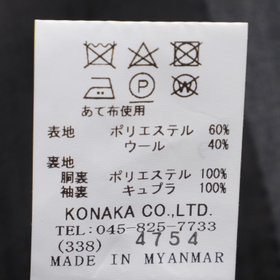 あて布使用
表地 ポリエステル 60%
ウール 40%
裏地
胴裏 ポリエステル 100%
袖裏 キュプラ 100%
KONAKA CO.,LTD.
TEL:045-825-7733
(338) 4754
MADE IN MYANMAR